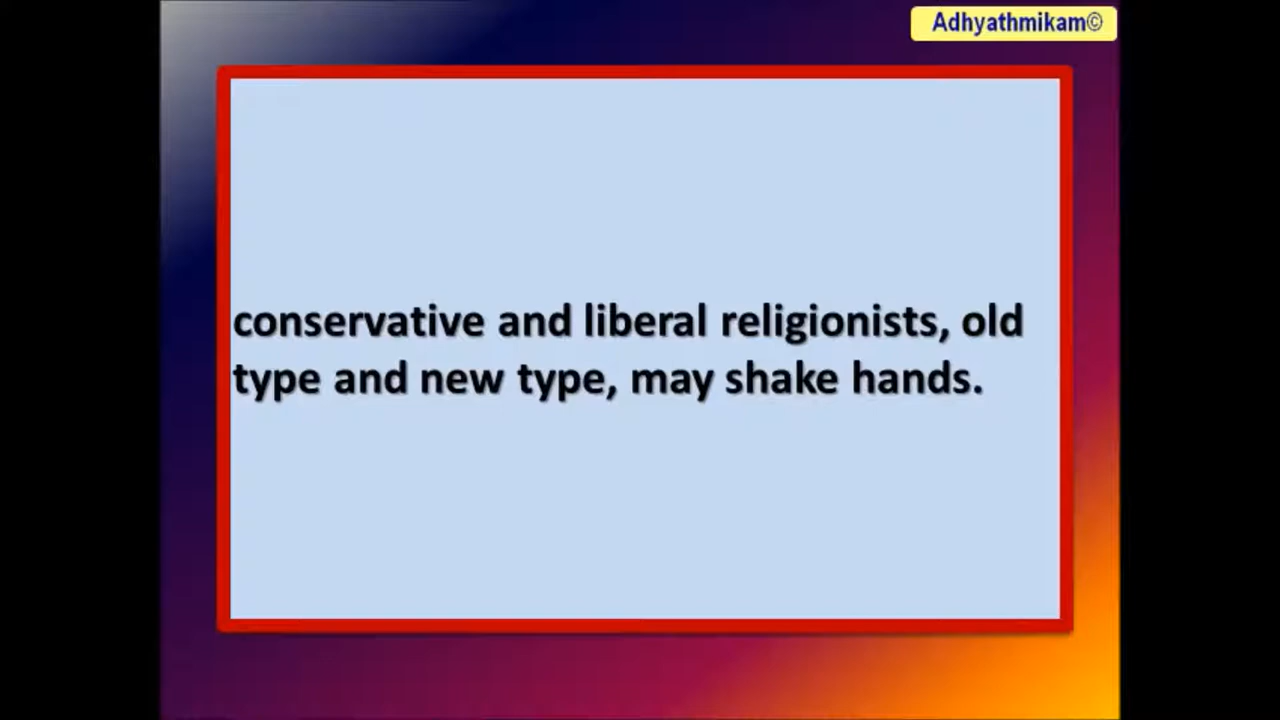 Adhyathmikam©
conservative and liberal religionists, old
type and new type, may shake hands.